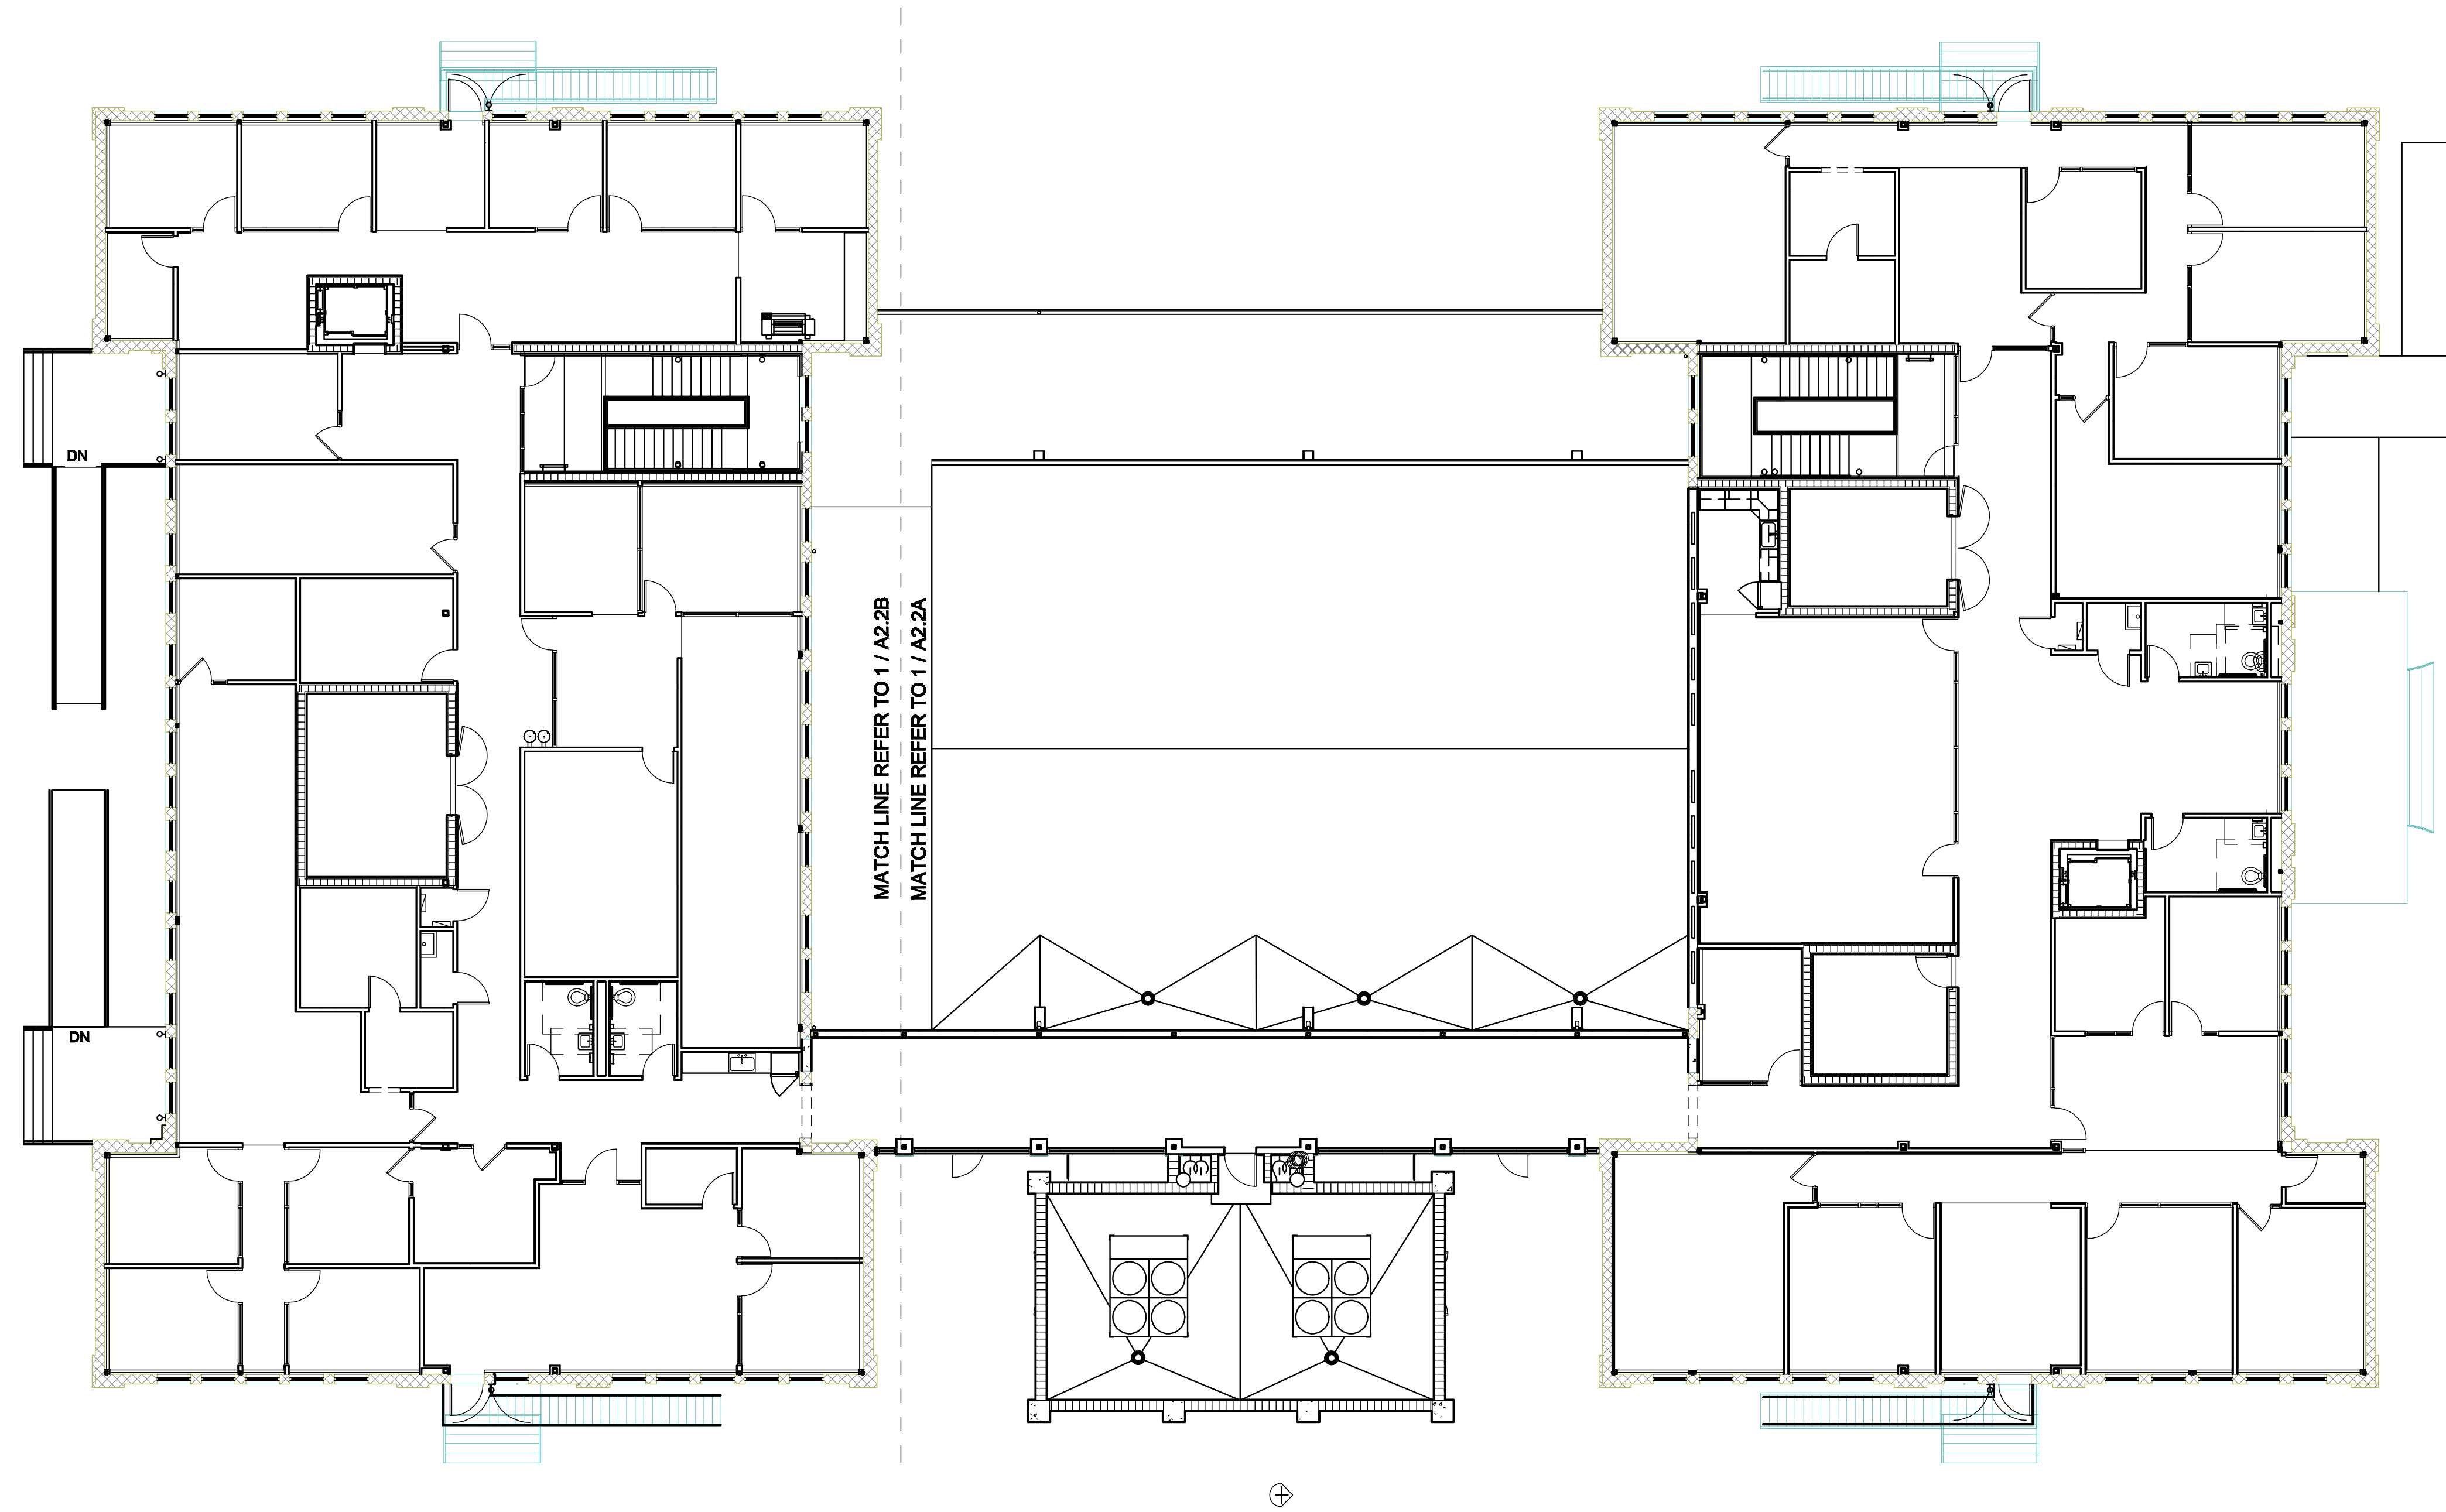 DN
MATCH LINE REFER TO 1 / A2.2B
MATCH LINE REFER TO 1 / A2.2A
DN